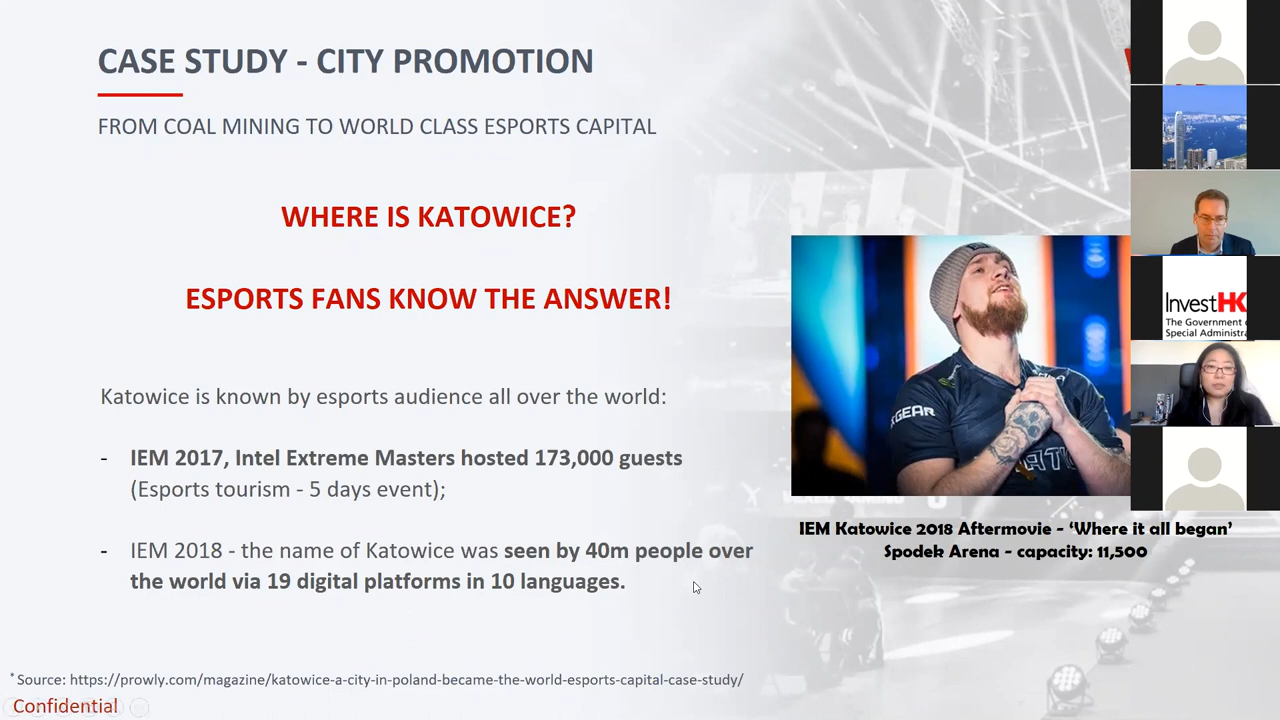 CASE STUDY - CITY PROMOTION
FROM COAL MINING TO WORLD CLASS ESPORTS CAPITAL
WHERE IS KATOWICE?
ESPORTS FANS KNOW THE ANSWER!
Katowice is known by esports audience all over the world:
- IEM 2017, Intel Extreme Masters hosted 173,000 guests
(Esports tourism - 5 days event);
- IEM 2018 - the name of Katowice was seen by 40m people over
the world via 19 digital platforms in 10 languages.
XGEAR
IEM Katowice 2018 Aftermovie - ‘Where it all began’
Spodek Arena - capacity: 11,500
InvestHK
The Government
Special Administra
* Source: https://prowly.com/magazine/katowice-a-city-in-poland-became-the-world-esports-capital-case-study/
Confidential